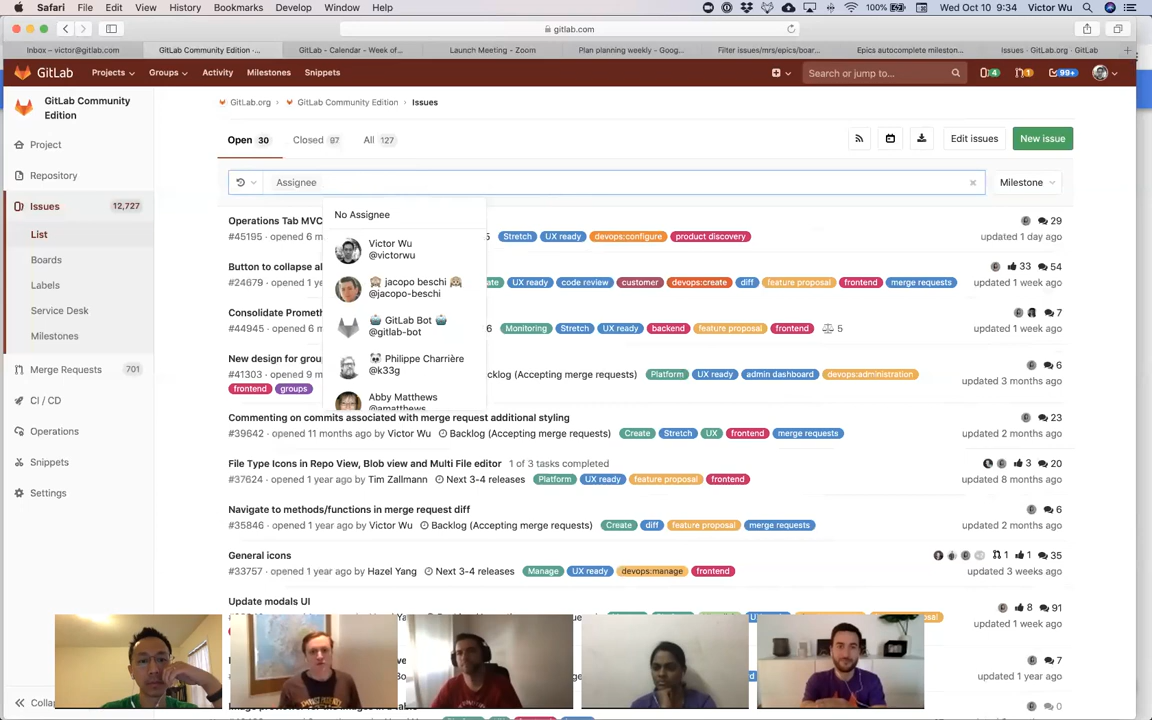 Safari File Edit View History Bookmarks Develop Window Help 100% Wed Oct 10 9:34 Victor Wu
gitlab.com
Inbox – victor@gitlab.com GitLab Community Edition -... GitLab - Calendar - Week of... Launch Meeting - Zoom Plan planning weekly - Goog... Filter issues/mrs/epics/boar... Epics autocomplete mileston... Issues · GitLab.org · GitLab
GitLab Projects Groups Activity Milestones Snippets Search or jump to... 4 1 99+
GitLab Community
Edition
Project
Repository
Issues 12,727
List
Boards
Labels
Service Desk
Milestones
Merge Requests 701
CI / CD
Operations
Snippets
Settings
GitLab.org › GitLab Community Edition › Issues
Open 30 Closed 97 All 127 Edit issues New issue
Assignee Milestone
No Assignee
Victor Wu
@victorwu
🙈 jacopo beschi 🙉
@jacopo-beschi
🤖 GitLab Bot 🤖
@gitlab-bot
🐼 Philippe Charrière
@k33g
Abby Matthews
@amatthews
Operations Tab MVC 29
#45195 · opened 6 m 5 Stretch UX ready devops:configure product discovery updated 1 day ago
Button to collapse al 33 54
#24679 · opened 1 ye ate UX ready code review customer devops:create diff feature proposal frontend merge requests updated 1 week ago
Consolidate Prometh 7
#44945 · opened 6 m 6 Monitoring Stretch UX ready backend feature proposal frontend 5 updated 1 week ago
New design for group 6
#41303 · opened 9 m cklog (Accepting merge requests) Platform UX ready admin dashboard devops:administration updated 3 months ago
frontend groups
Commenting on commits associated with merge request additional styling 23
#39642 · opened 11 months ago by Victor Wu Backlog (Accepting merge requests) Create Stretch UX frontend merge requests updated 2 months ago
File Type Icons in Repo View, Blob view and Multi File editor 1 of 3 tasks completed 3 20
#37624 · opened 1 year ago by Tim Zallmann Next 3-4 releases Platform UX ready feature proposal frontend updated 8 months ago
Navigate to methods/functions in merge request diff 6
#35846 · opened 1 year ago by Victor Wu Backlog (Accepting merge requests) Create diff feature proposal merge requests updated 2 months ago
General icons 1 1 35
#33757 · opened 1 year ago by Hazel Yang Next 3-4 releases Manage UX ready devops:manage frontend updated 3 weeks ago
Update modals UI 8 91
updated 1 week ago
7
updated 1 year ago
0
Colla